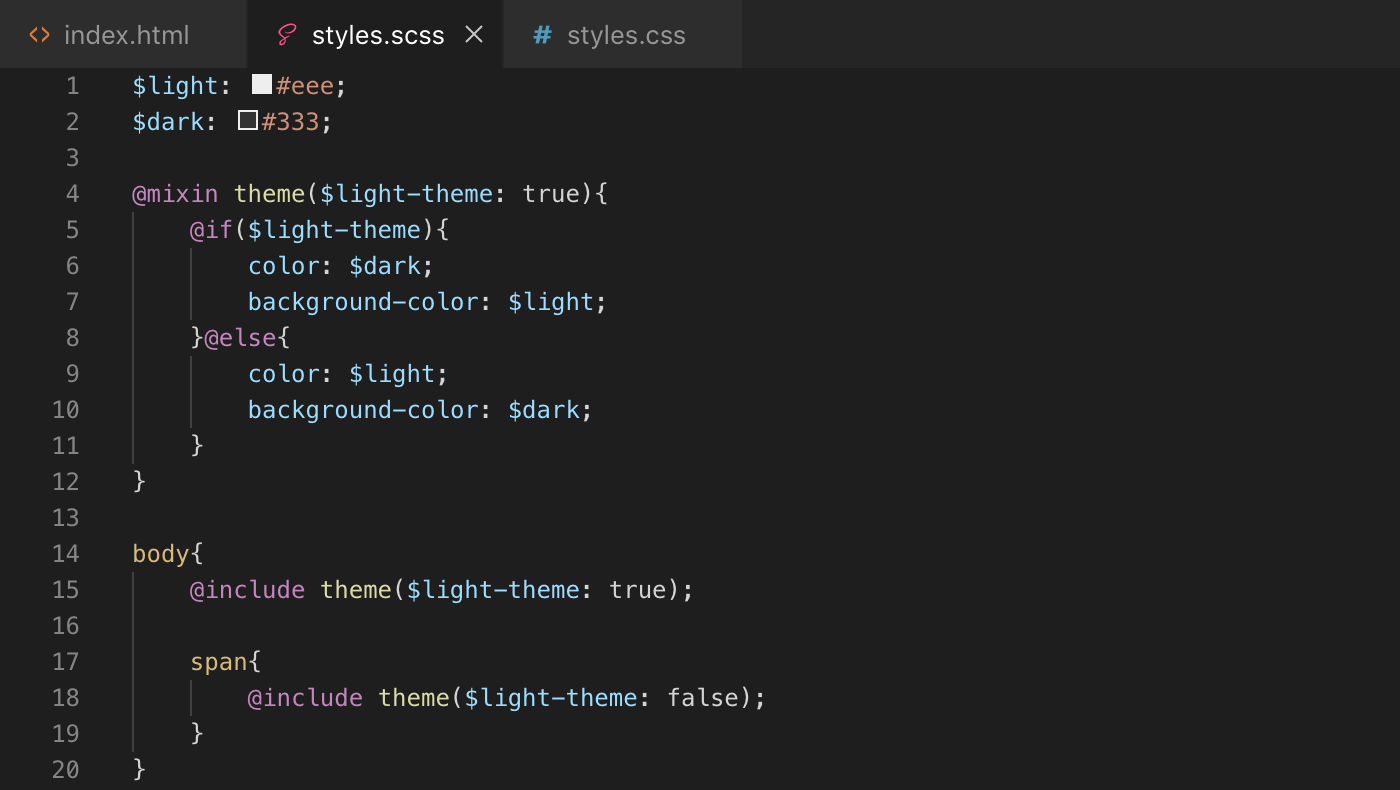 index.html styles.scss styles.css
1 $light: #eee;
2 $dark: #333;
3
4 @mixin theme($light-theme: true){
5     @if($light-theme){
6         color: $dark;
7         background-color: $light;
8     }@else{
9         color: $light;
10         background-color: $dark;
11     }
12 }
13
14 body{
15     @include theme($light-theme: true);
16
17     span{
18         @include theme($light-theme: false);
19     }
20 }